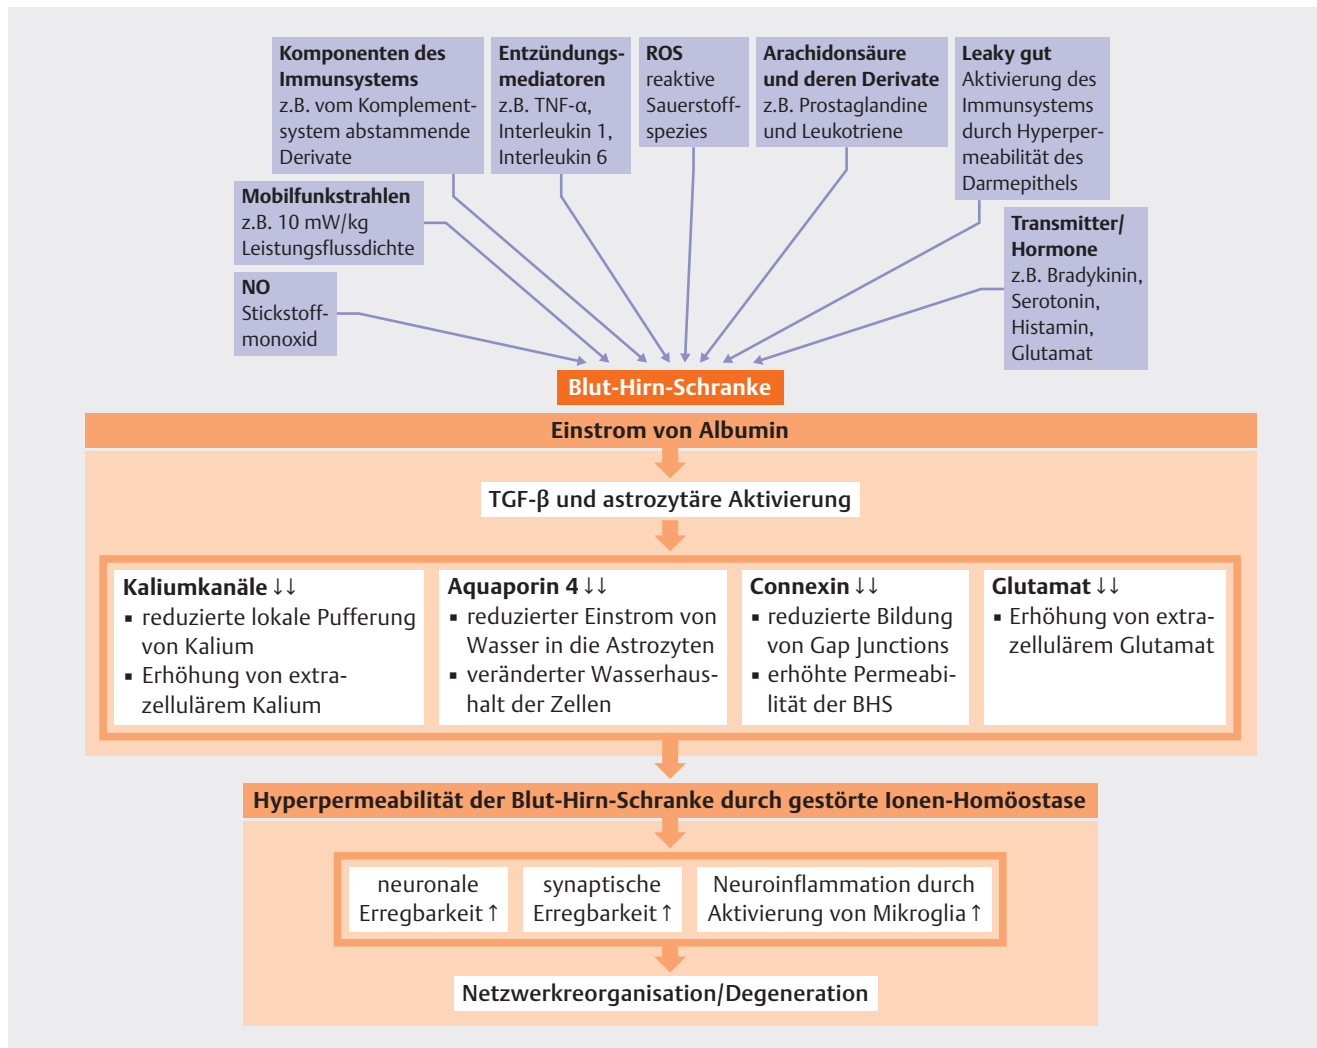 Komponenten des
Immunsystems
z.B. vom Komplement-
system abstammende
Derivate
Entzündungs-
mediatoren
z.B. TNF-α,
Interleukin 1,
Interleukin 6
ROS
reaktive
Sauerstoff-
spezies
Arachidonsäure
und deren Derivate
z.B. Prostaglandine
und Leukotriene
Leaky gut
Aktivierung des
Immunsystems
durch Hyperper-
meabilität des
Darmepithels
Mobilfunkstrahlen
z.B. 10 mW/kg
Leistungsflussdichte
Transmitter/
Hormone
z.B. Bradykinin,
Serotonin,
Histamin,
Glutamat
NO
Stickstoff-
monoxid
Blut-Hirn-Schranke
Einstrom von Albumin
TGF-β und astrozytäre Aktivierung
Kaliumkanäle ↓↓
▪ reduzierte lokale Pufferung
von Kalium
▪ Erhöhung von extra-
zellulärem Kalium
Aquaporin 4 ↓↓
▪ reduzierter Einstrom von
Wasser in die Astrozyten
▪ veränderter Wasserhaus-
halt der Zellen
Connexin ↓↓
▪ reduzierte Bildung
von Gap Junctions
▪ erhöhte Permeabi-
lität der BHS
Glutamat ↓↓
▪ Erhöhung von extra-
zellulärem Glutamat
Hyperpermeabilität der Blut-Hirn-Schranke durch gestörte Ionen-Homöostase
neuronale
Erregbarkeit ↑
synaptische
Erregbarkeit ↑
Neuroinflammation durch
Aktivierung von Mikroglia ↑
Netzwerkreorganisation/Degeneration